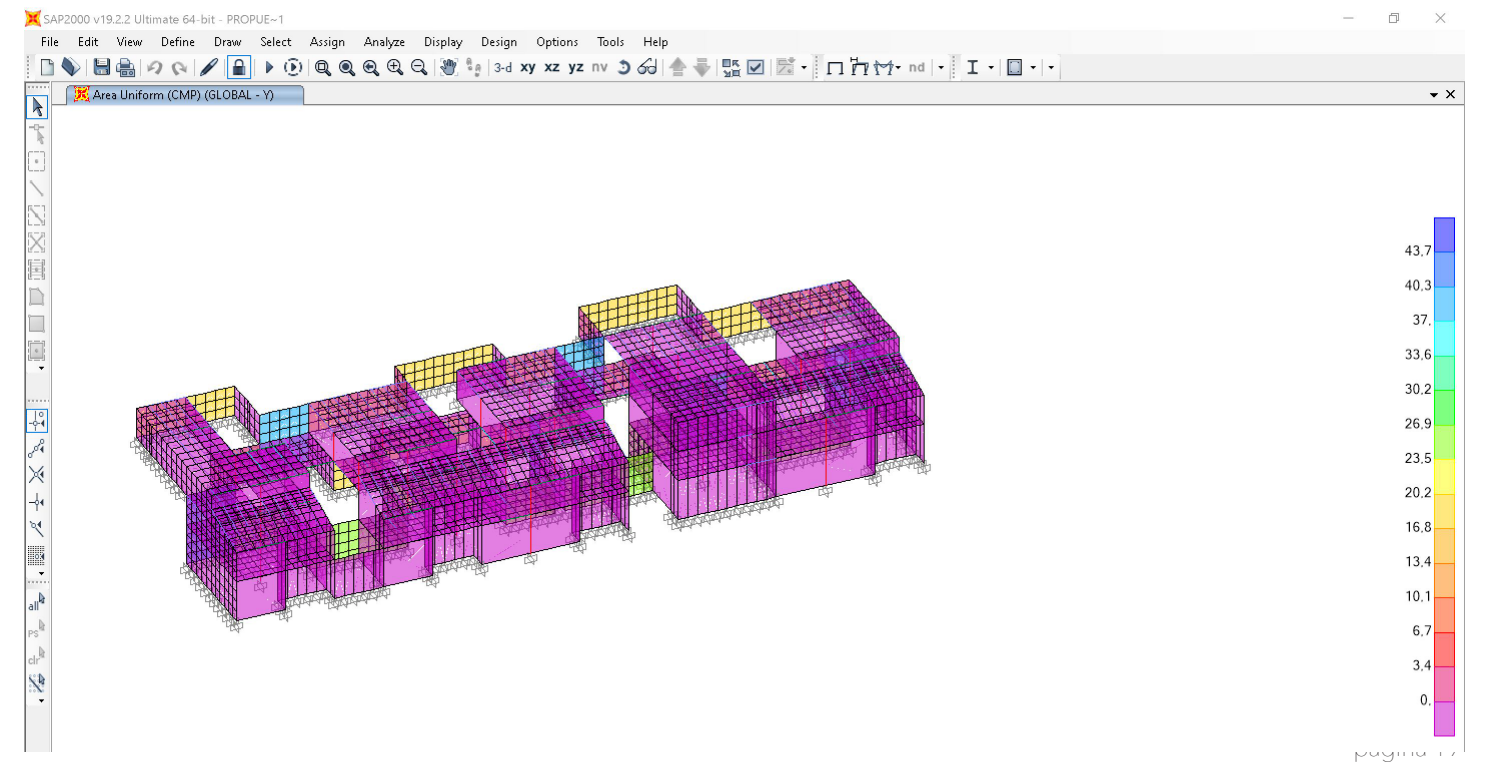 SAP2000 v19.2.2 Ultimate 64-bit - PROPUE~1
File Edit View Define Draw Select Assign Analyze Display Design Options Tools Help
3-d xy xz yz nv nd
Area Uniform (CMP) (GLOBAL - Y)
all
PS
clr
43.7
40.3
37.
33.6
30.2
26.9
23.5
20.2
16.8
13.4
10.1
6.7
3.4
0.